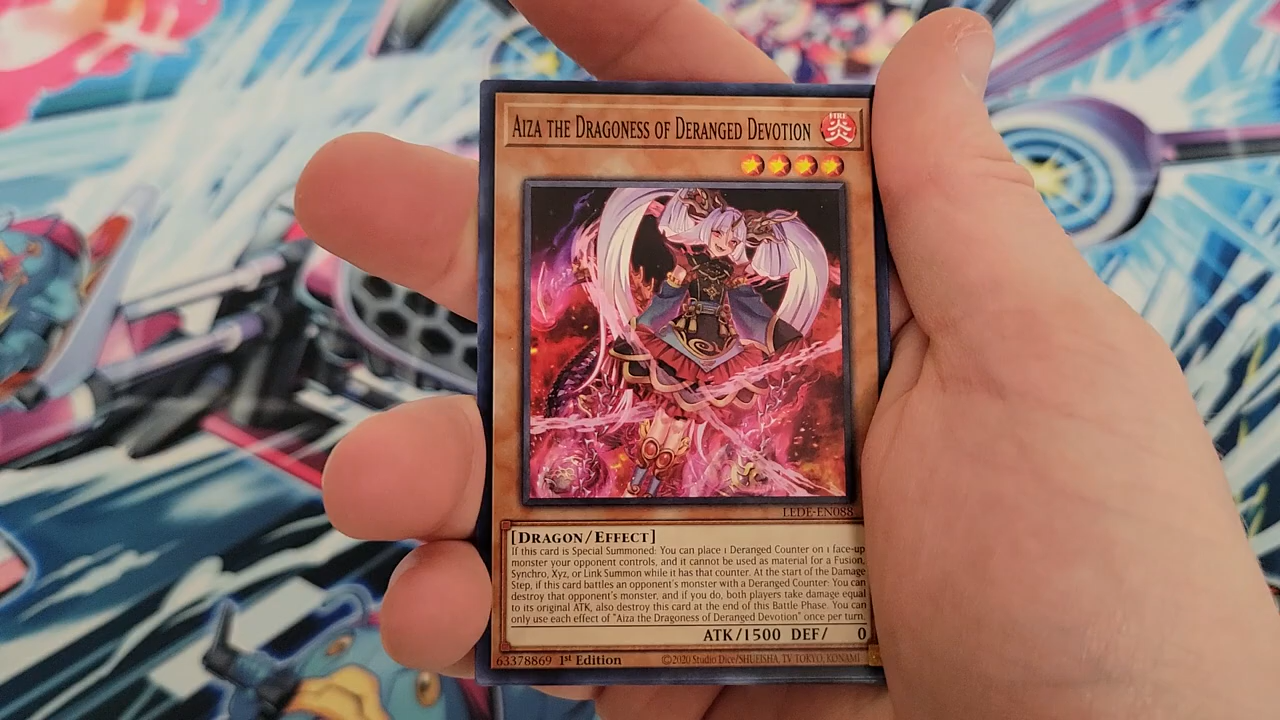 AIZA THE DRAGONESS OF DERANGED DEVOTION
FIRE
炎
LEDE-EN088
[DRAGON/EFFECT]
If this card is Special Summoned: You can place 1 Deranged Counter on 1 face-up
monster your opponent controls, and it cannot be used as material for a Fusion,
Synchro, Xyz, or Link Summon while it has that counter. At the start of the Damage
Step, if this card battles an opponent's monster with a Deranged Counter: You can
destroy that opponent's monster, and if you do, both players take damage equal
to its original ATK, also destroy this card at the end of this Battle Phase. You can
only use each effect of "Aiza the Dragoness of Deranged Devotion" once per turn.
ATK/1500 DEF/ 0
63378869 1st Edition ©2020 Studio Dice/SHUEISHA, TV TOKYO, KONAMI